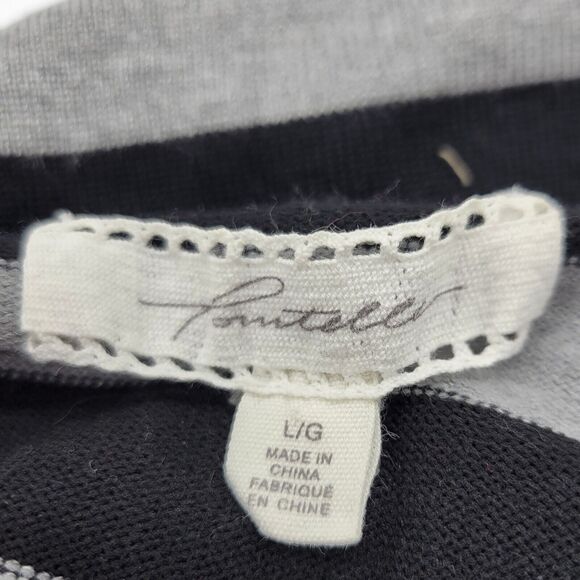 Pointelle
L/G
MADE IN
CHINA
FABRIQUÉ
EN CHINE